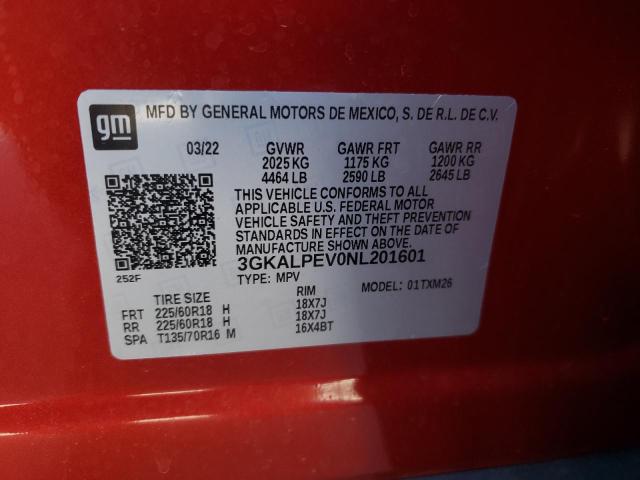 gm MFD BY GENERAL MOTORS DE MEXICO, S. DE R.L. DE C.V.
03/22 GVWR GAWR FRT GAWR RR
2025 KG 1175 KG 1200 KG
4464 LB 2590 LB 2645 LB
THIS VEHICLE CONFORMS TO ALL
APPLICABLE U.S. FEDERAL MOTOR
VEHICLE SAFETY AND THEFT PREVENTION
STANDARDS IN EFFECT ON THE DATE OF
MANUFACTURE SHOWN ABOVE.
3GKALPEV0NL201601
252F TYPE: MPV MODEL: 01TXM26
TIRE SIZE RIM
FRT 225/60R18 H 18X7J
RR 225/60R18 H 18X7J
SPA T135/70R16 M 16X4BT